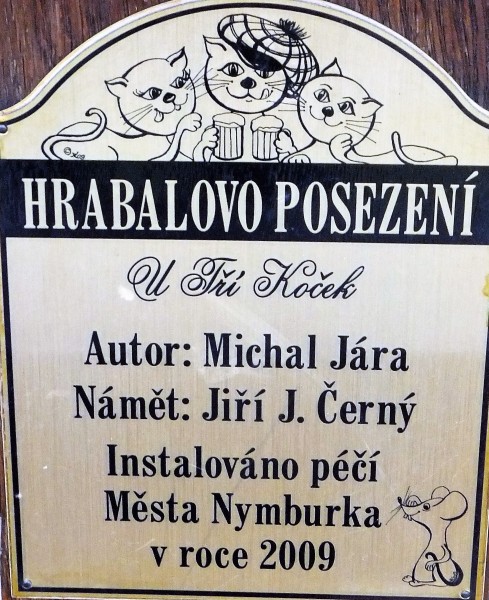 HRABALOVO POSEZENÍ
U Tří Koček
Autor: Michal Jára
Námět: Jiří J. Černý
Instalováno péčí
Města Nymburka
v roce 2009